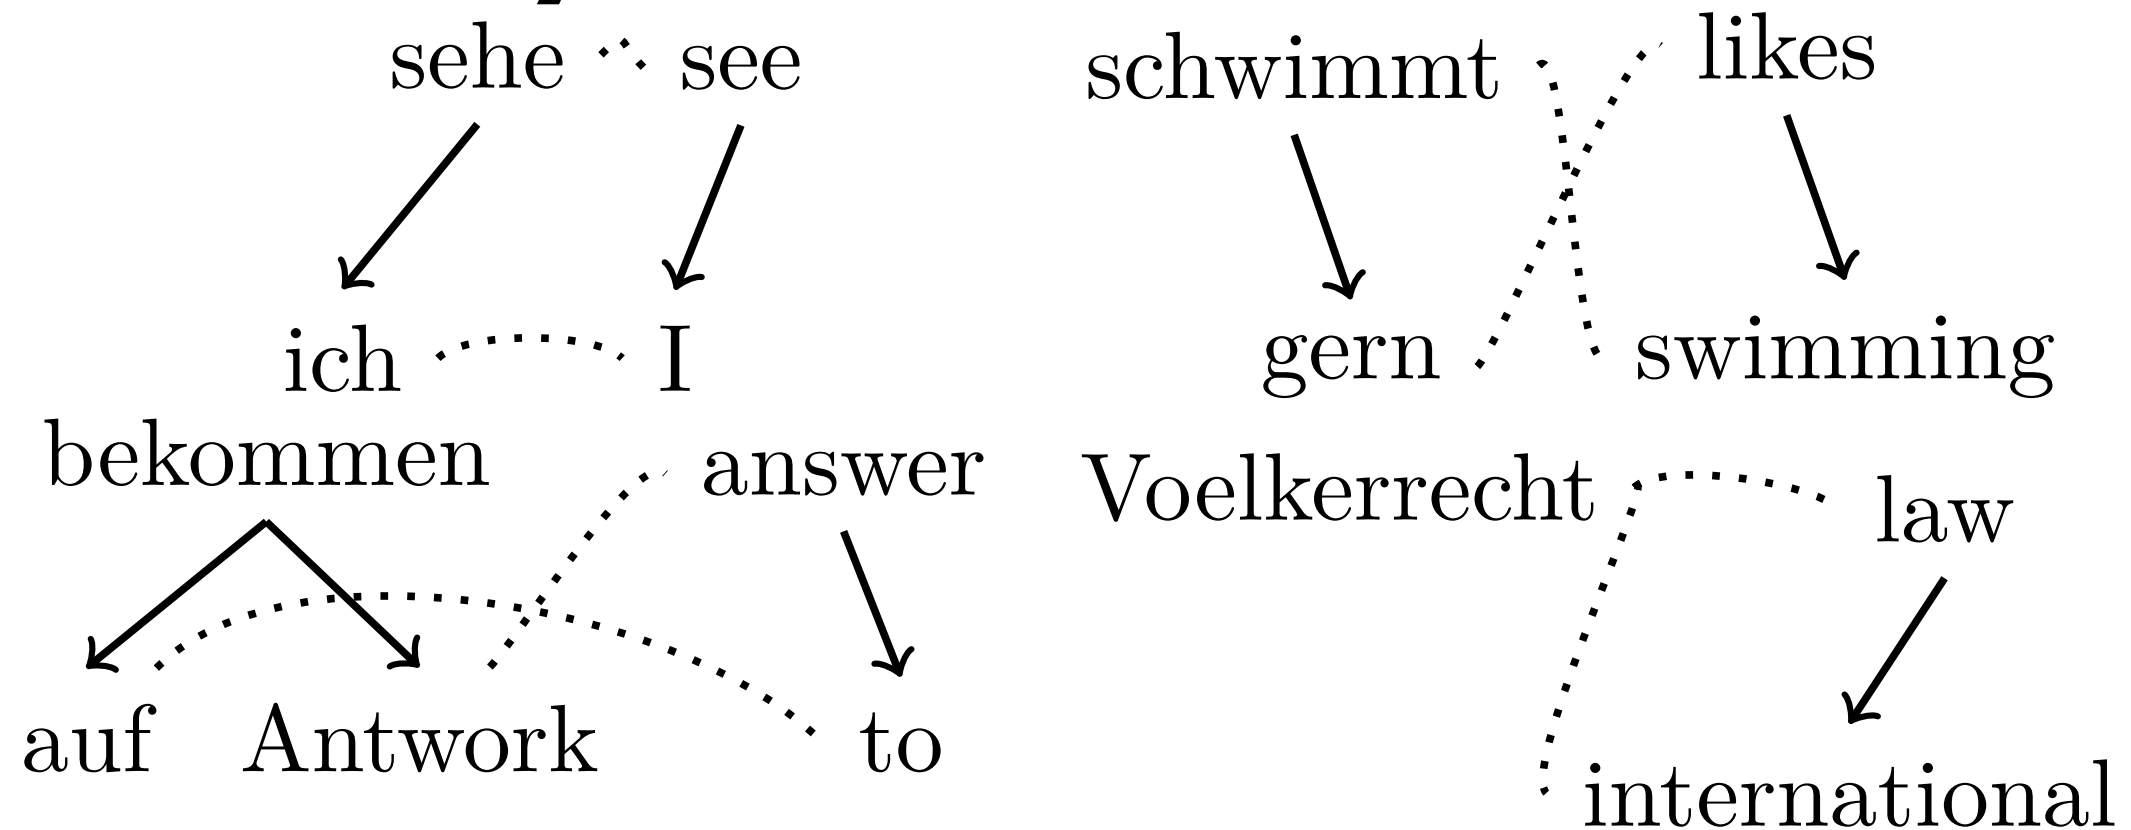 sehe see
ich I
schwimmt likes
gern swimming
bekommen answer
auf Antwork to
Voelkerrecht law
international